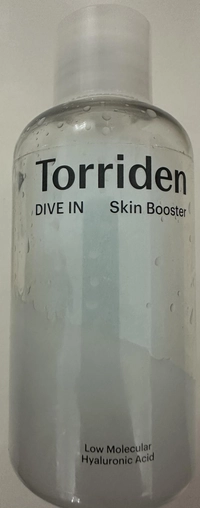 Torriden
DIVE IN Skin Booster
Low Molecular
Hyaluronic Acid